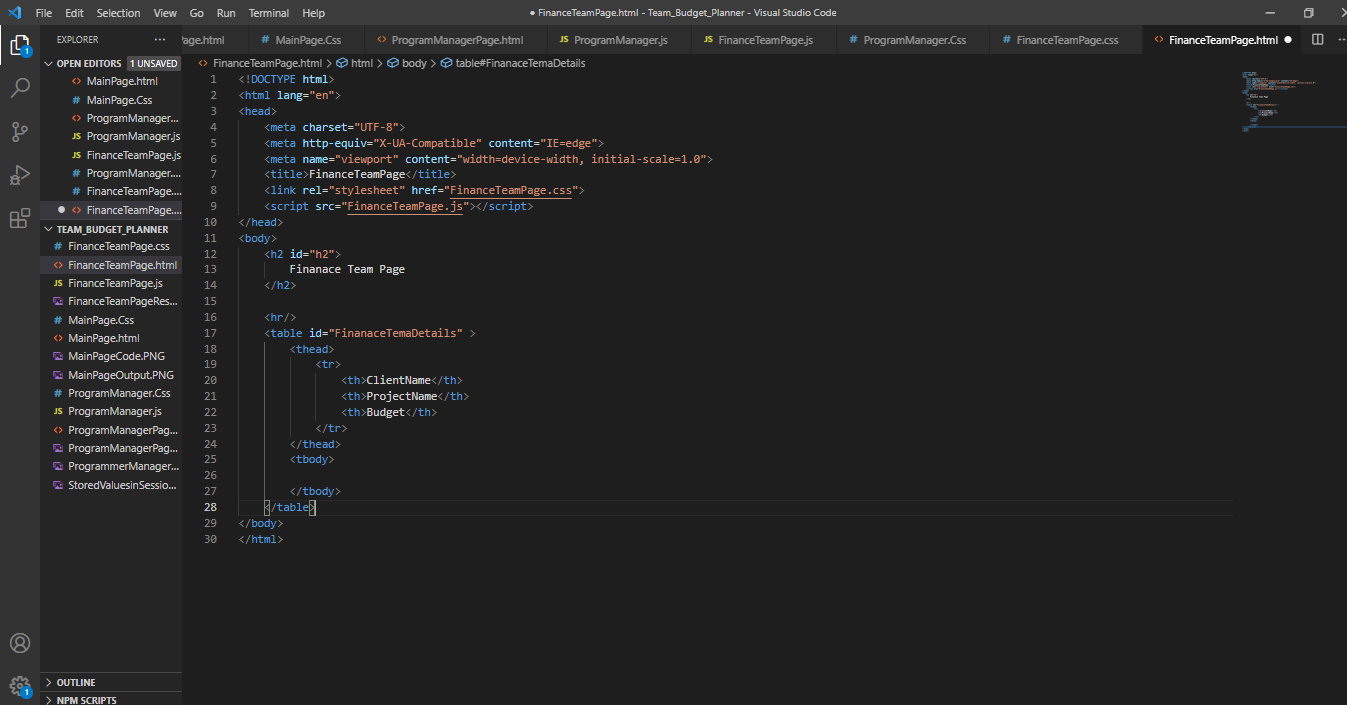 File Edit Selection View Go Run Terminal Help ● FinanceTeamPage.html - Team_Budget_Planner - Visual Studio Code
EXPLORER ··· age.html # MainPage.Css <> ProgramManagerPage.html JS ProgramManager.js JS FinanceTeamPage.js # ProgramManager.Css # FinanceTeamPage.css <> FinanceTeamPage.html ●
OPEN EDITORS 1 UNSAVED
<> MainPage.html
# MainPage.Css
<> ProgramManager...
JS ProgramManager.js
JS FinanceTeamPage.js
# ProgramManager....
# FinanceTeamPage....
● <> FinanceTeamPage....
TEAM_BUDGET_PLANNER
# FinanceTeamPage.css
<> FinanceTeamPage.html
JS FinanceTeamPage.js
FinanceTeamPageRes...
# MainPage.Css
<> MainPage.html
MainPageCode.PNG
MainPageOutput.PNG
# ProgramManager.Css
JS ProgramManager.js
<> ProgramManagerPag...
ProgramManagerPag...
ProgrammerManager...
StoredValuesinSessio...
OUTLINE
NPM SCRIPTS
1
1
<> FinanceTeamPage.html > html > body > table#FinanaceTemaDetails
1 <!DOCTYPE html>
2 <html lang="en">
3 <head>
4 <meta charset="UTF-8">
5 <meta http-equiv="X-UA-Compatible" content="IE=edge">
6 <meta name="viewport" content="width=device-width, initial-scale=1.0">
7 <title>FinanceTeamPage</title>
8 <link rel="stylesheet" href="FinanceTeamPage.css">
9 <script src="FinanceTeamPage.js"></script>
10 </head>
11 <body>
12 <h2 id="h2">
13 Finanace Team Page
14 </h2>
15
16 <hr/>
17 <table id="FinanaceTemaDetails" >
18 <thead>
19 <tr>
20 <th>ClientName</th>
21 <th>ProjectName</th>
22 <th>Budget</th>
23 </tr>
24 </thead>
25 <tbody>
26
27 </tbody>
28 </table>
29 </body>
30 </html>